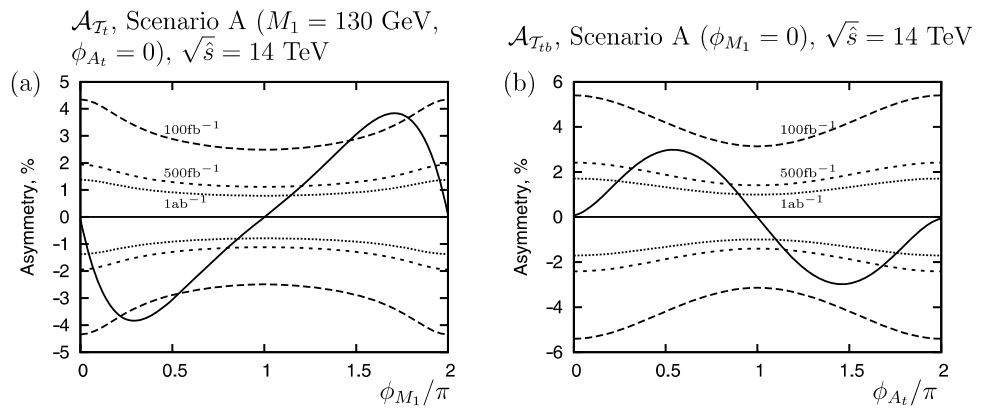 𝒜_{𝒯_t}, Scenario A (M_1 = 130 GeV,
ϕ_{A_t} = 0), √ŝ = 14 TeV
𝒜_{𝒯_{tb}}, Scenario A (ϕ_{M_1} = 0), √ŝ = 14 TeV
(a)
5
4
3
2
1
0
-1
-2
-3
-4
-5
Asymmetry, %
100fb^{-1}
500fb^{-1}
1ab^{-1}
0 0.5 1 1.5 2
ϕ_{M_1}/π
(b)
6
4
2
0
-2
-4
-6
Asymmetry, %
100fb^{-1}
500fb^{-1}
1ab^{-1}
0 0.5 1 1.5 2
ϕ_{A_t}/π